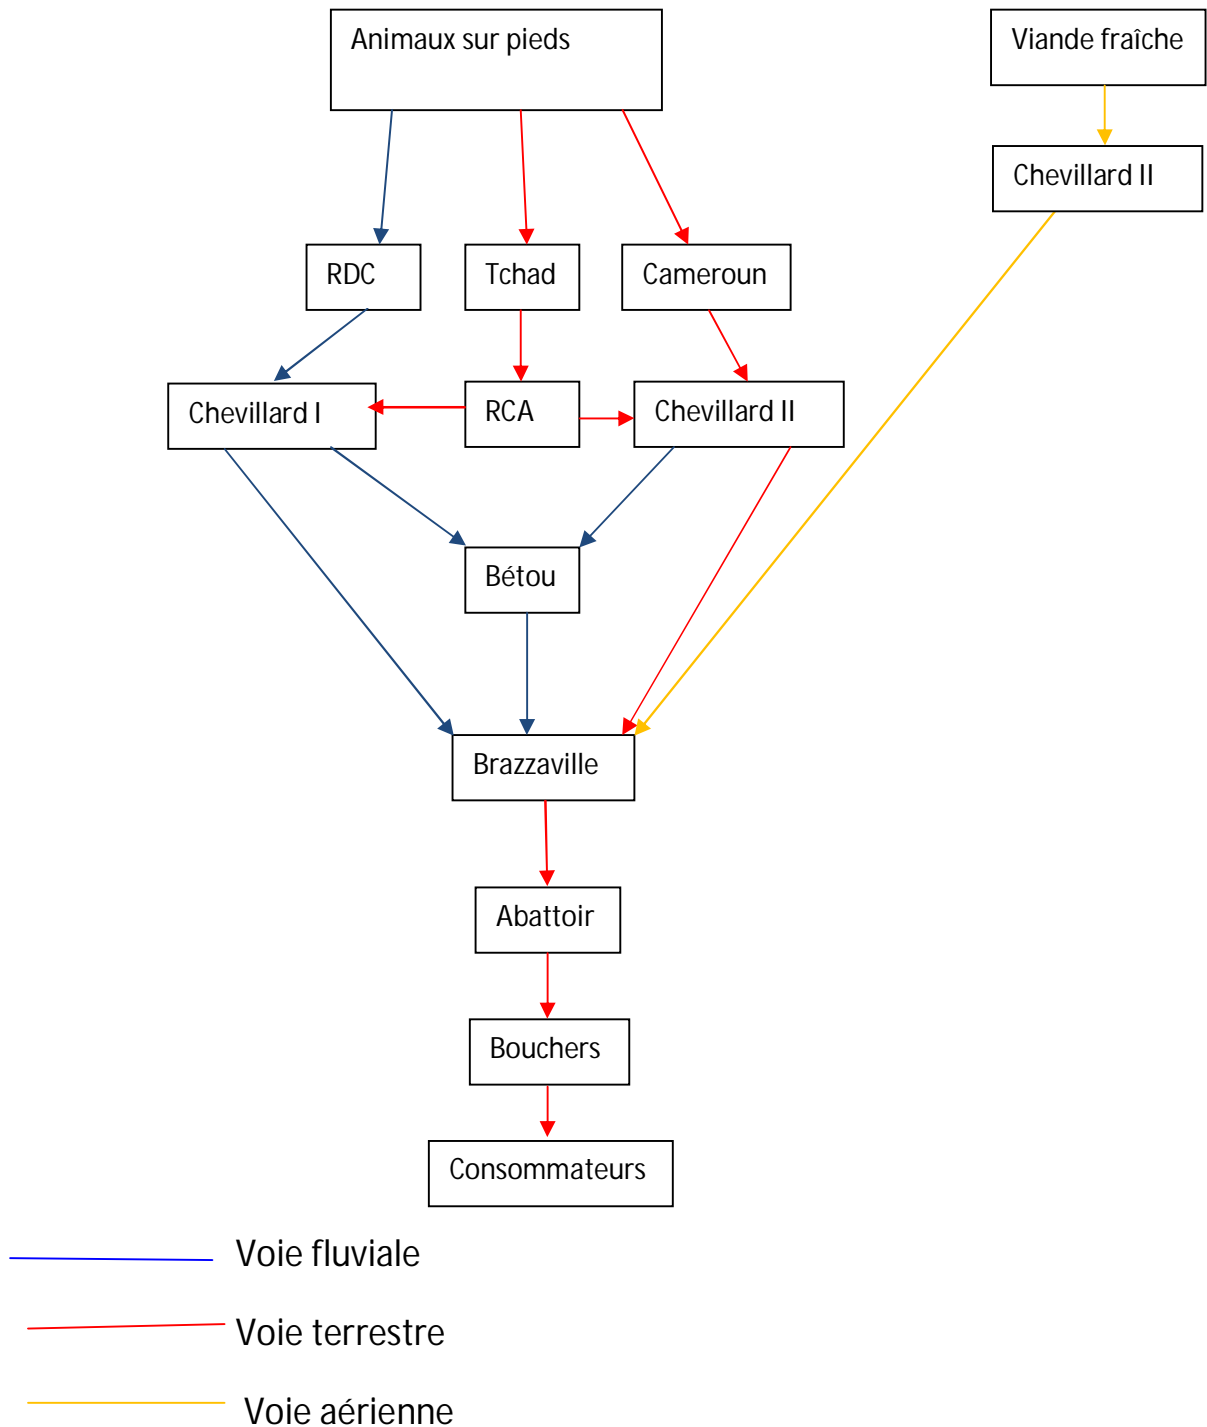 Animaux sur pieds
Viande fraîche
Chevillard II
RDC
Tchad
Cameroun
Chevillard I
RCA
Chevillard II
Bétou
Brazzaville
Abattoir
Bouchers
Consommateurs
Voie fluviale
Voie terrestre
Voie aérienne